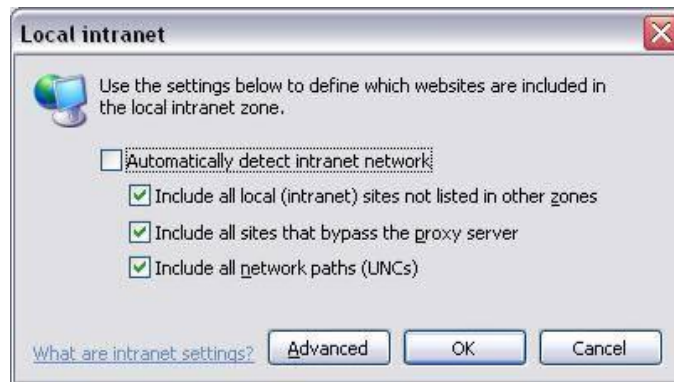 Local intranet
Use the settings below to define which websites are included in
the local intranet zone.
Automatically detect intranet network
Include all local (intranet) sites not listed in other zones
Include all sites that bypass the proxy server
Include all network paths (UNCs)
What are intranet settings?
Advanced
OK
Cancel